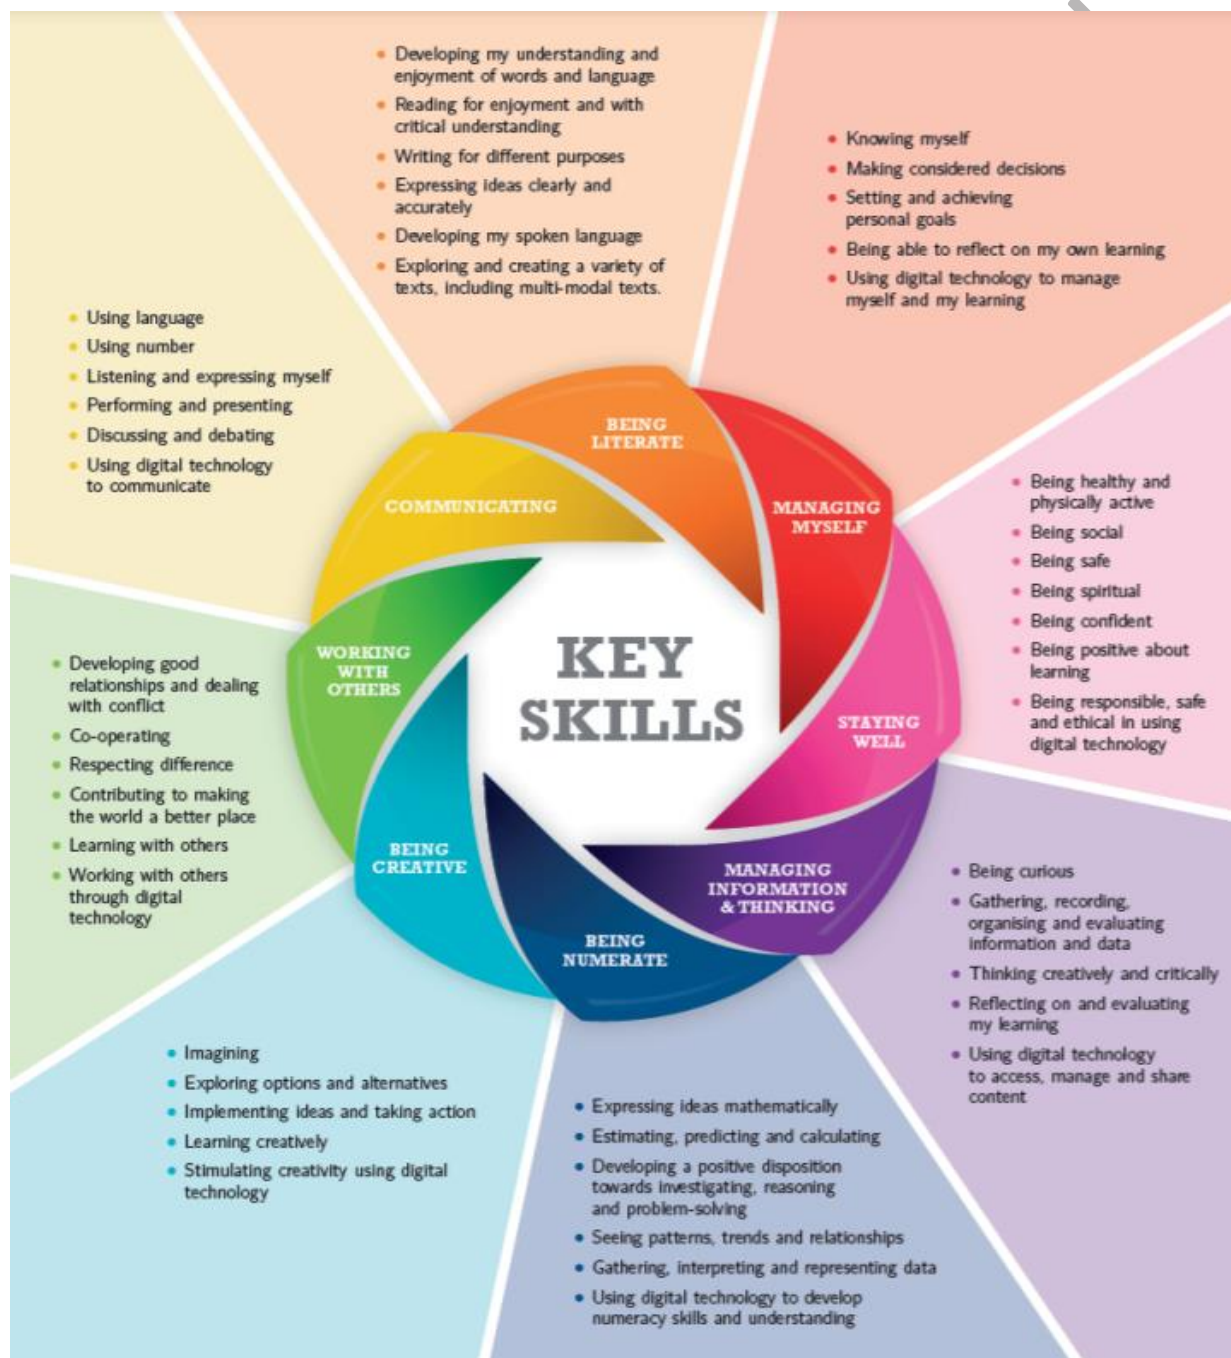 Developing my understanding and
enjoyment of words and language
Reading for enjoyment and with
critical understanding
Writing for different purposes
Expressing ideas clearly and
accurately
Developing my spoken language
Exploring and creating a variety of
texts, including multi-modal texts.
Knowing myself
Making considered decisions
Setting and achieving
personal goals
Being able to reflect on my own learning
Using digital technology to manage
myself and my learning
Using language
Using number
Listening and expressing myself
Performing and presenting
Discussing and debating
Using digital technology
to communicate
BEING
LITERATE
MANAGING
MYSELF
COMMUNICATING
Being healthy and
physically active
Being social
Being safe
Being spiritual
Being confident
Being positive about
learning
Being responsible, safe
and ethical in using
digital technology
WORKING
WITH
OTHERS
KEY
SKILLS
STAYING
WELL
Developing good
relationships and dealing
with conflict
Co-operating
Respecting difference
Contributing to making
the world a better place
Learning with others
Working with others
through digital
technology
BEING
CREATIVE
MANAGING
INFORMATION
& THINKING
BEING
NUMERATE
Being curious
Gathering, recording,
organising and evaluating
information and data
Thinking creatively and critically
Reflecting on and evaluating
my learning
Using digital technology
to access, manage and share
content
Imagining
Exploring options and alternatives
Implementing ideas and taking action
Learning creatively
Stimulating creativity using digital
technology
Expressing ideas mathematically
Estimating, predicting and calculating
Developing a positive disposition
towards investigating, reasoning
and problem-solving
Seeing patterns, trends and relationships
Gathering, interpreting and representing data
Using digital technology to develop
numeracy skills and understanding